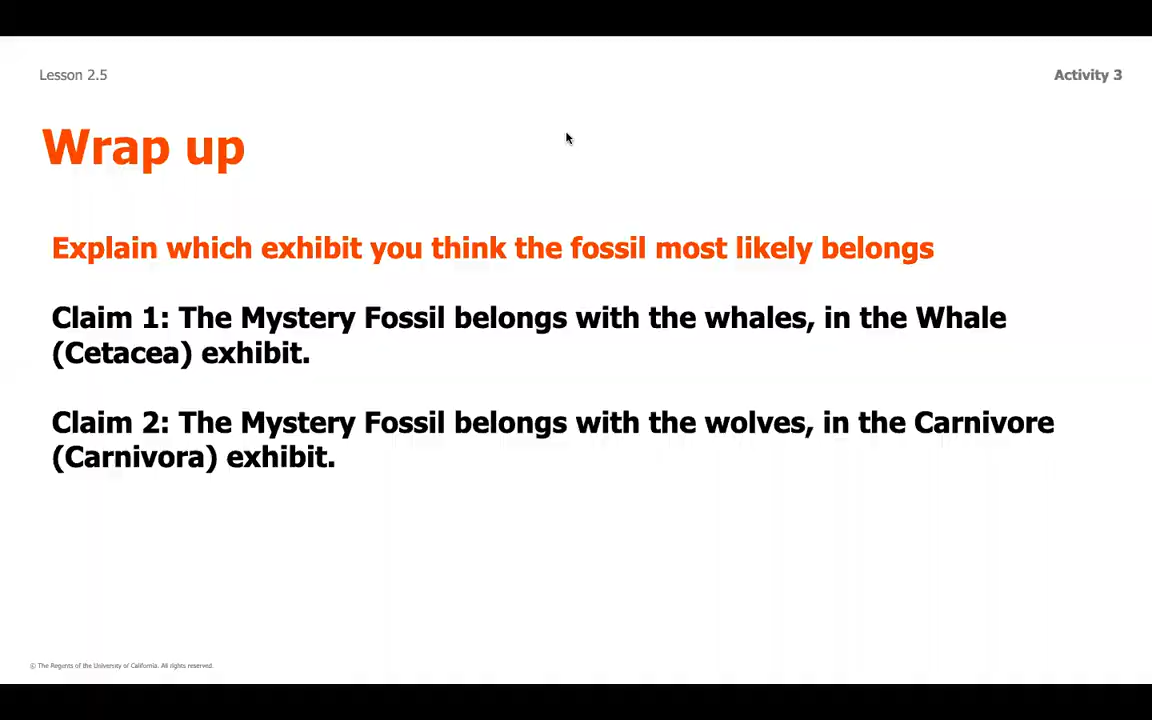 Lesson 2.5
Activity 3
Wrap up
Explain which exhibit you think the fossil most likely belongs
Claim 1: The Mystery Fossil belongs with the whales, in the Whale
(Cetacea) exhibit.
Claim 2: The Mystery Fossil belongs with the wolves, in the Carnivore
(Carnivora) exhibit.
© The Regents of the University of California. All rights reserved.